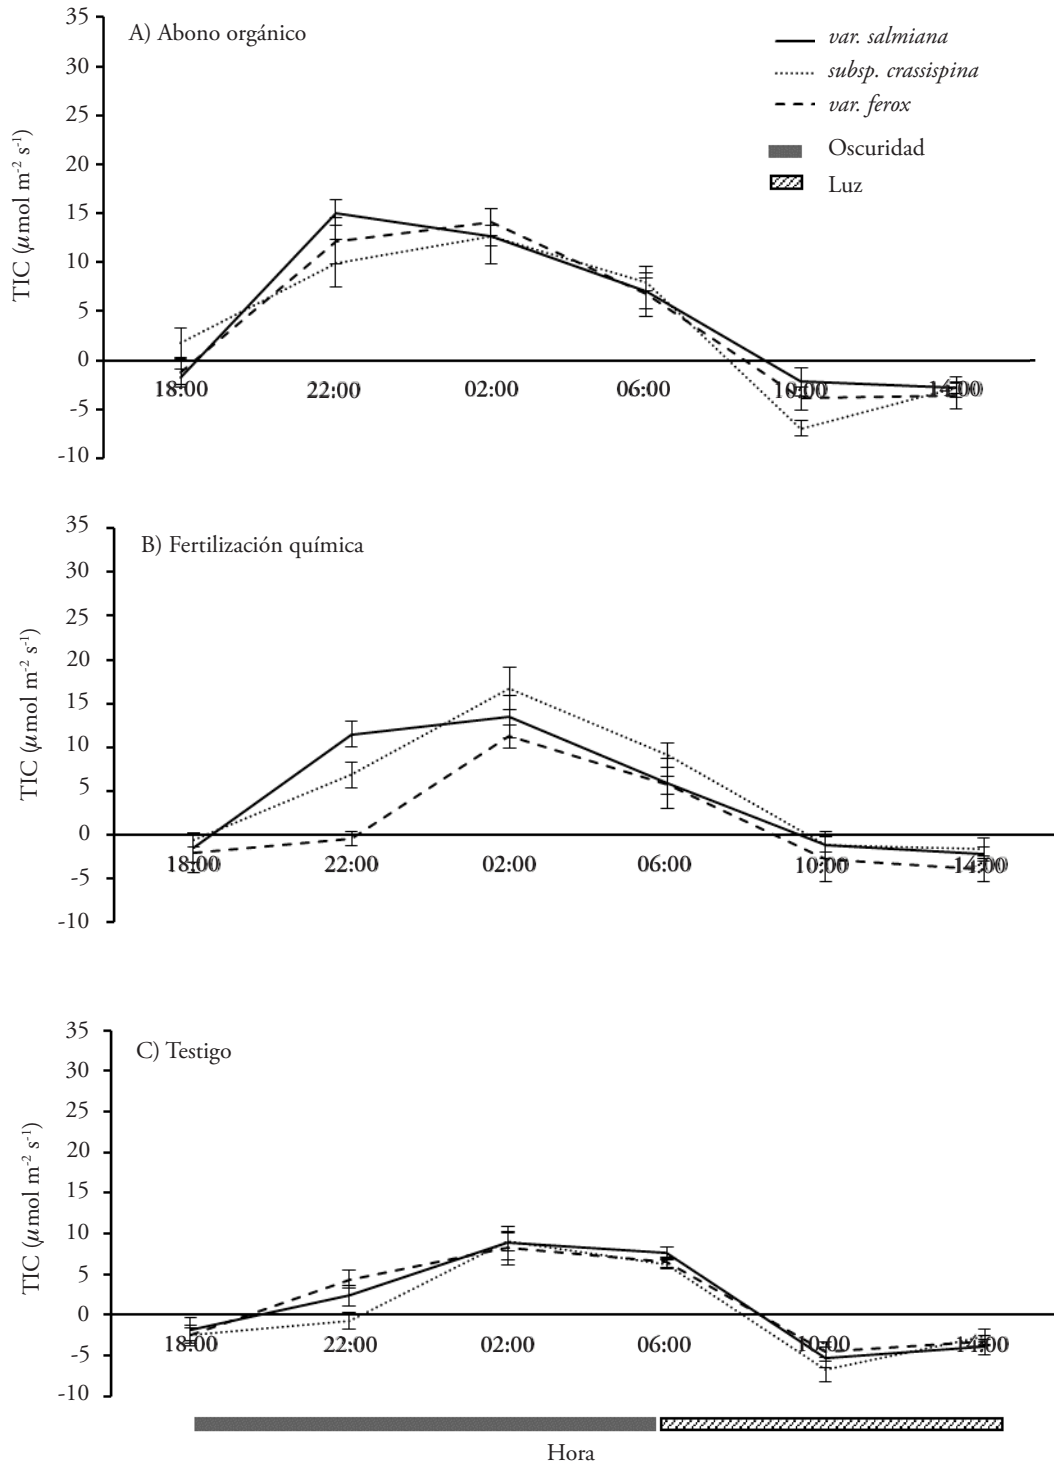 35
A) Abono orgánico
var. salmiana
30
subsp. crassispina
25
var. ferox
20
Oscuridad
Luz
15
10
5
0
-5
-10
TIC (μmol m-2 s-1)
18:00 22:00 02:00 06:00 10:00 14:00
35
B) Fertilización química
30
25
20
15
10
5
0
-5
-10
TIC (μmol m-2 s-1)
18:00 22:00 02:00 06:00 10:00 14:00
35
C) Testigo
30
25
20
15
10
5
0
-5
-10
TIC (μmol m-2 s-1)
18:00 22:00 02:00 06:00 10:00 14:00
Hora